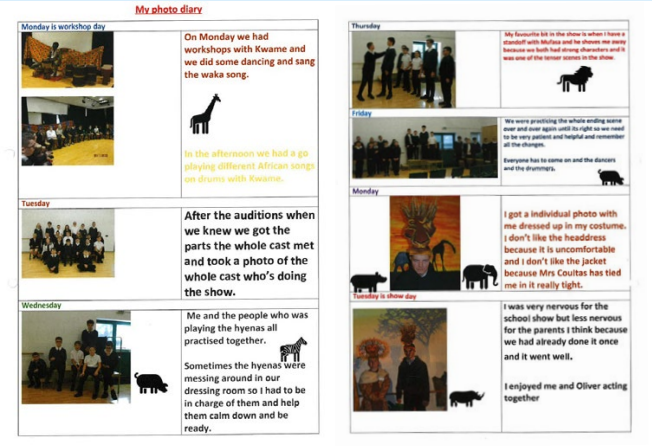 My photo diary
Monday is workshop day
On Monday we had
workshops with Kwame and
we did some dancing and sang
the waka song.
In the afternoon we had a go
playing different African songs
on drums with Kwame.
Tuesday
After the auditions when
we knew we got the
parts the whole cast met
and took a photo of the
whole cast who's doing
the show.
Wednesday
Me and the people who was
playing the hyenas all
practised together.
Sometimes the hyenas were
messing around in our
dressing room so I had to be
in charge of them and help
them calm down and be
ready.
Thursday
My favourite bit in the show is when I have a
standoff with Mufasa and he shoves me away
because we both had strong characters and it
was one of the tenser scenes in the show
Friday
We were practising the whole ending scene
over and over again until its right so we need
to be very patient and helpful and remember
all the changes.
Everyone has to come on and the dancers
and the drummers.
Monday
I got a individual photo with
me dressed up in my costume.
I don't like the headdress
because it is uncomfortable
and I don't like the jacket
because Mrs Coultas has tied
me in it really tight.
Tuesday is show day
I was very nervous for the
school show but less nervous
for the parents I think because
we had already done it once
and it went well.
I enjoyed me and Oliver acting
together